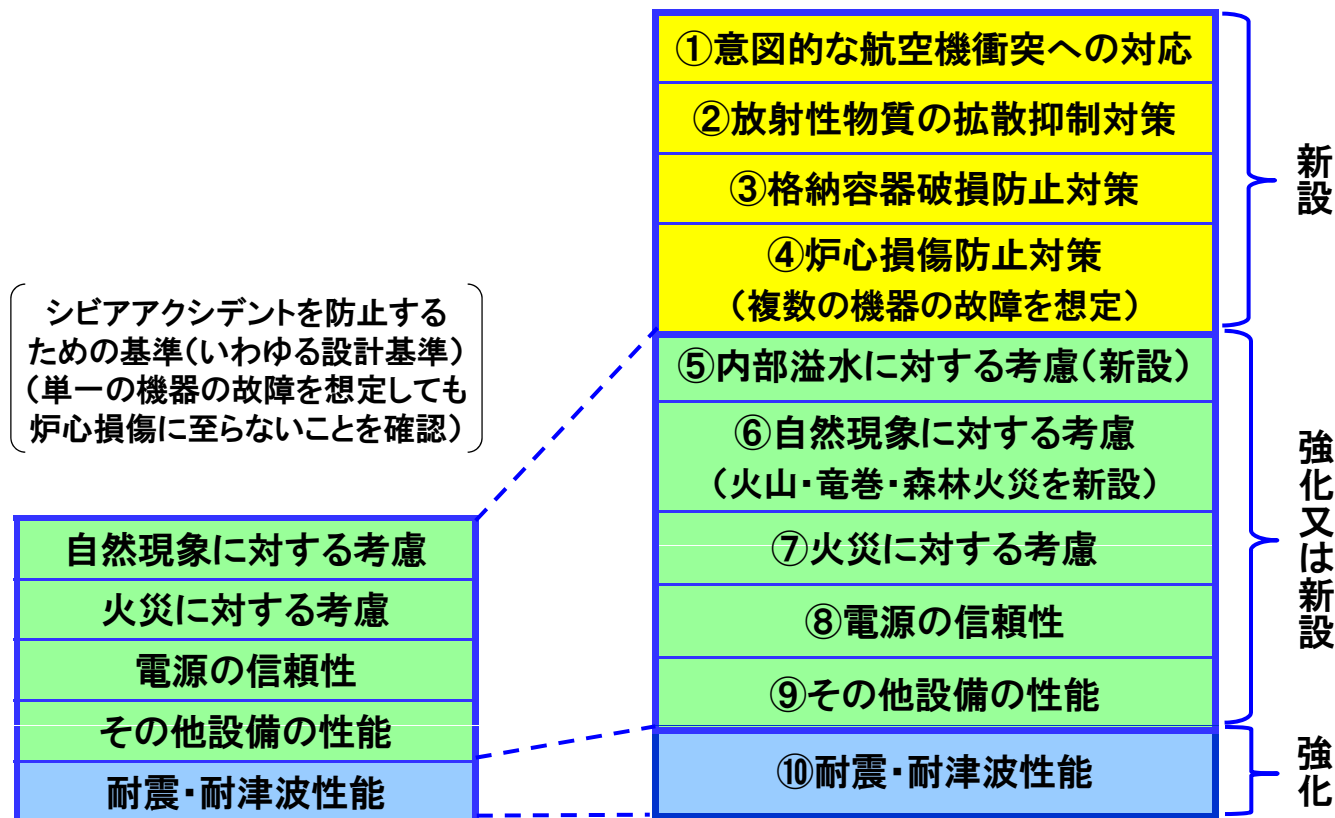 シビアアクシデントを防止する
ための基準(いわゆる設計基準)
(単一の機器の故障を想定しても
炉心損傷に至らないことを確認)
自然現象に対する考慮
火災に対する考慮
電源の信頼性
その他設備の性能
耐震・耐津波性能
①意図的な航空機衝突への対応
②放射性物質の拡散抑制対策
③格納容器破損防止対策
④炉心損傷防止対策
(複数の機器の故障を想定)
⑤内部溢水に対する考慮(新設)
⑥自然現象に対する考慮
(火山・竜巻・森林火災を新設)
⑦火災に対する考慮
⑧電源の信頼性
⑨その他設備の性能
⑩耐震・耐津波性能
新設
強化又は新設
強化